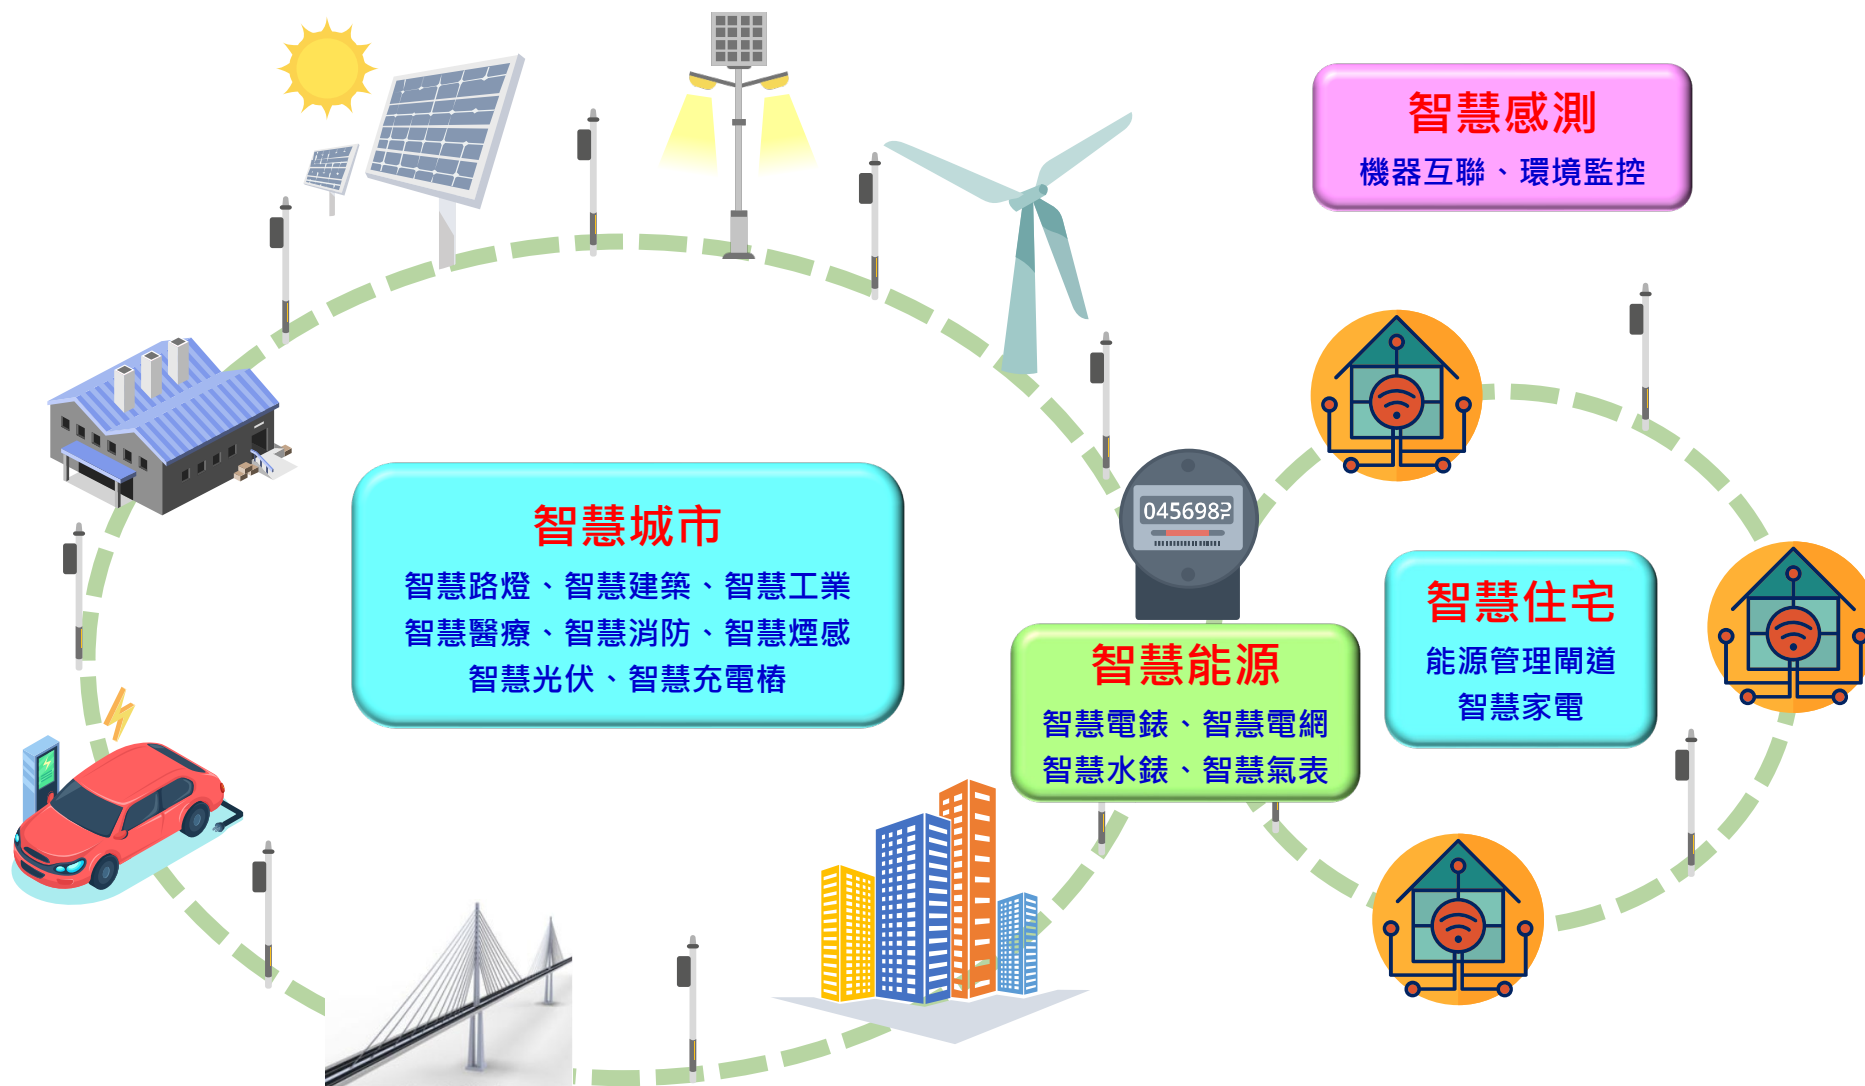 智慧感測
機器互聯、環境監控
智慧城市
智慧路燈、智慧建築、智慧工業
智慧醫療、智慧消防、智慧煙感
智慧光伏、智慧充電樁
045698
智慧能源
智慧電錶、智慧電網
智慧水錶、智慧氣表
智慧住宅
能源管理閘道
智慧家電